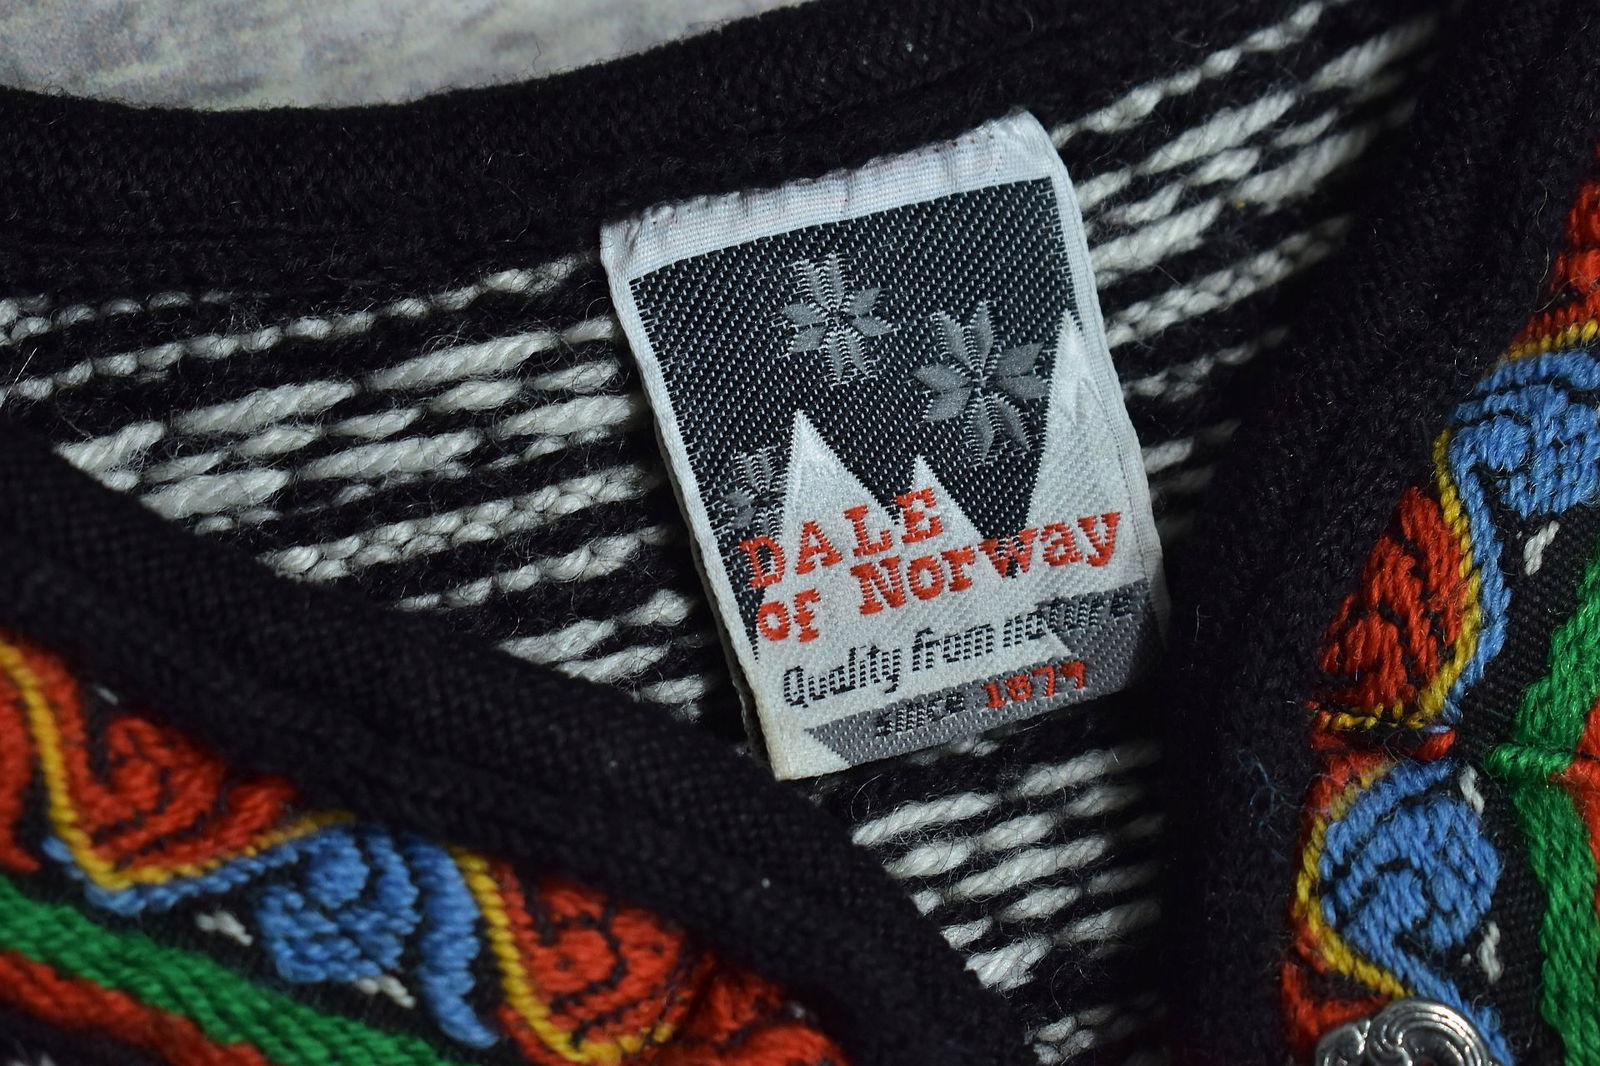 DALE
of Norway
Quality from nature
since 1879